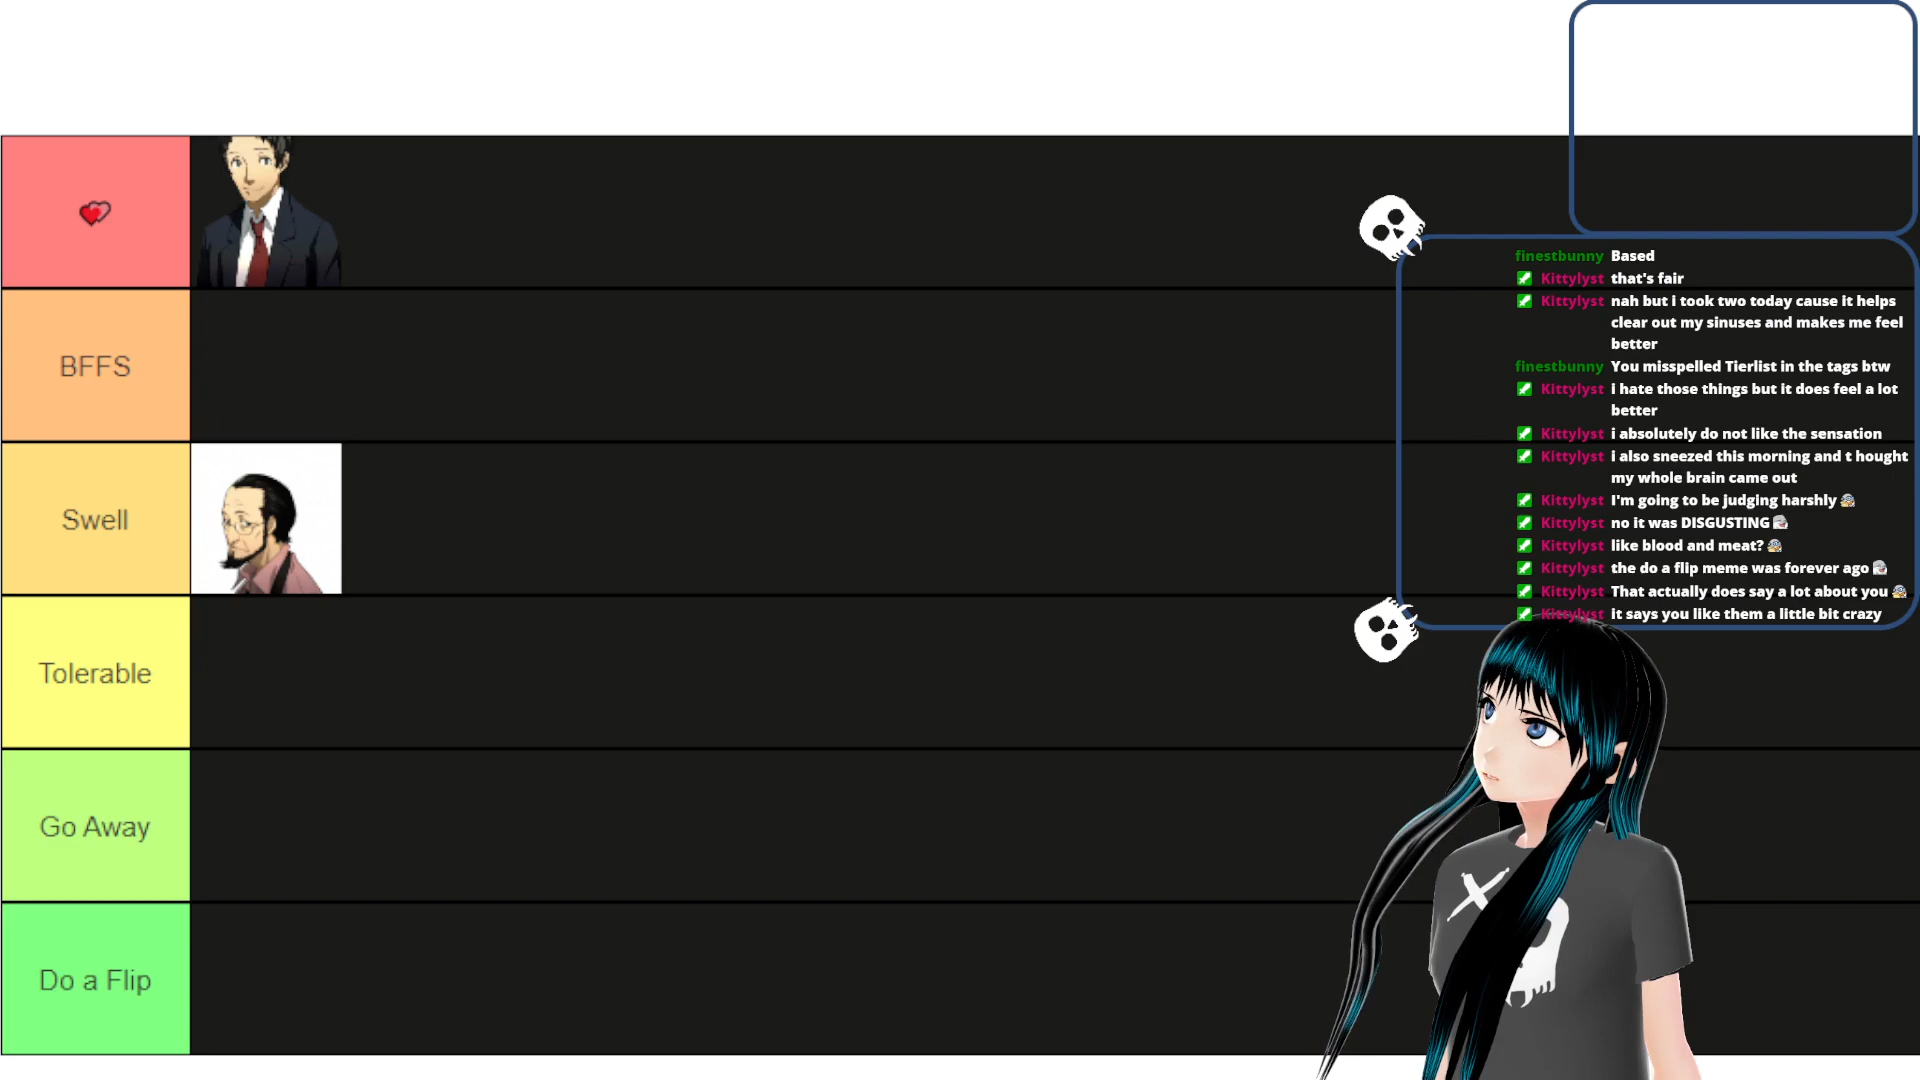 BFFS
Swell
Tolerable
Go Away
Do a Flip
finestbunny Based
Kittylyst that's fair
Kittylyst nah but i took two today cause it helps
clear out my sinuses and makes me feel
better
finestbunny You misspelled Tierlist in the tags btw
Kittylyst i hate those things but it does feel a lot
better
Kittylyst i absolutely do not like the sensation
Kittylyst i also sneezed this morning and t hought
my whole brain came out
Kittylyst I'm going to be judging harshly
Kittylyst no it was DISGUSTING
Kittylyst like blood and meat?
Kittylyst the do a flip meme was forever ago
Kittylyst That actually does say a lot about you
Kittylyst it says you like them a little bit crazy